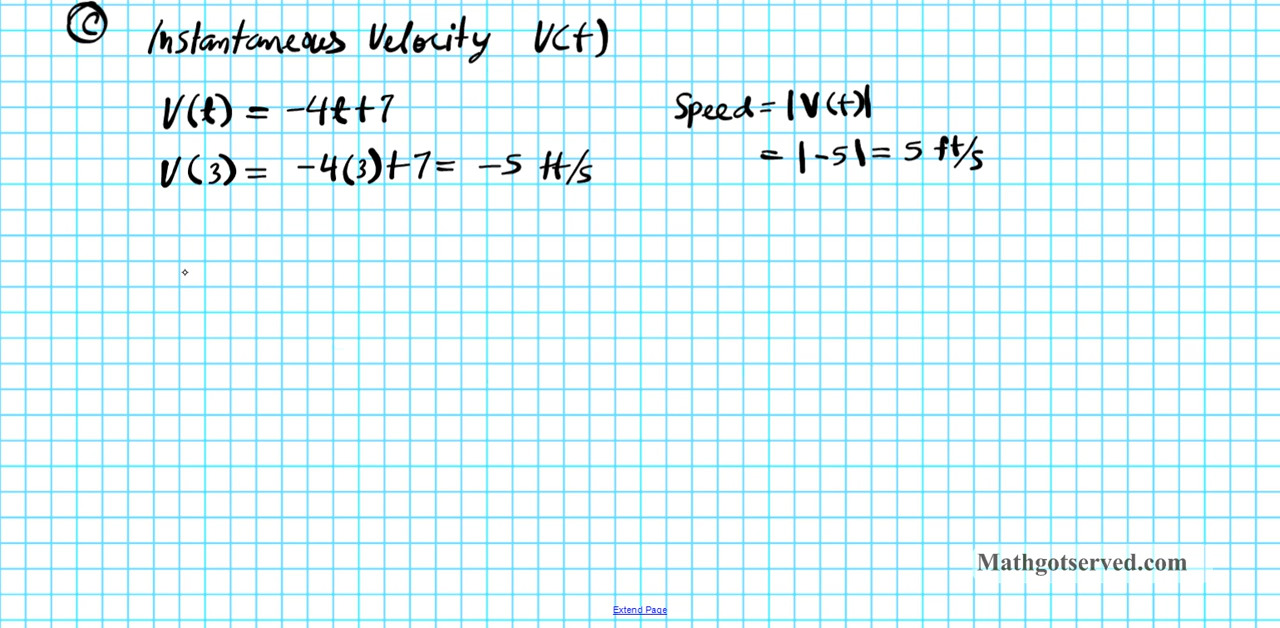 C Instantaneous Velocity V(t)
V(t) = -4t+7
V(3) = -4(3)+7= -5 ft/s
Speed = |V(t)|
= |-5| = 5 ft/s
Mathgotserved.com
Extend Page